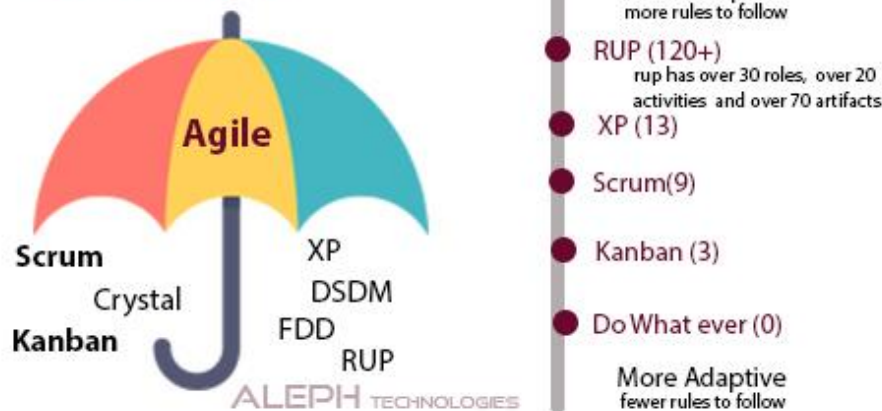 Agile
Scrum
Crystal
Kanban
XP
DSDM
FDD
RUP
ALEPH TECHNOLOGIES
more rules to follow
RUP (120+)
rup has over 30 roles, over 20
activities and over 70 artifacts
XP (13)
Scrum(9)
Kanban (3)
Do What ever (0)
More Adaptive
fewer rules to follow